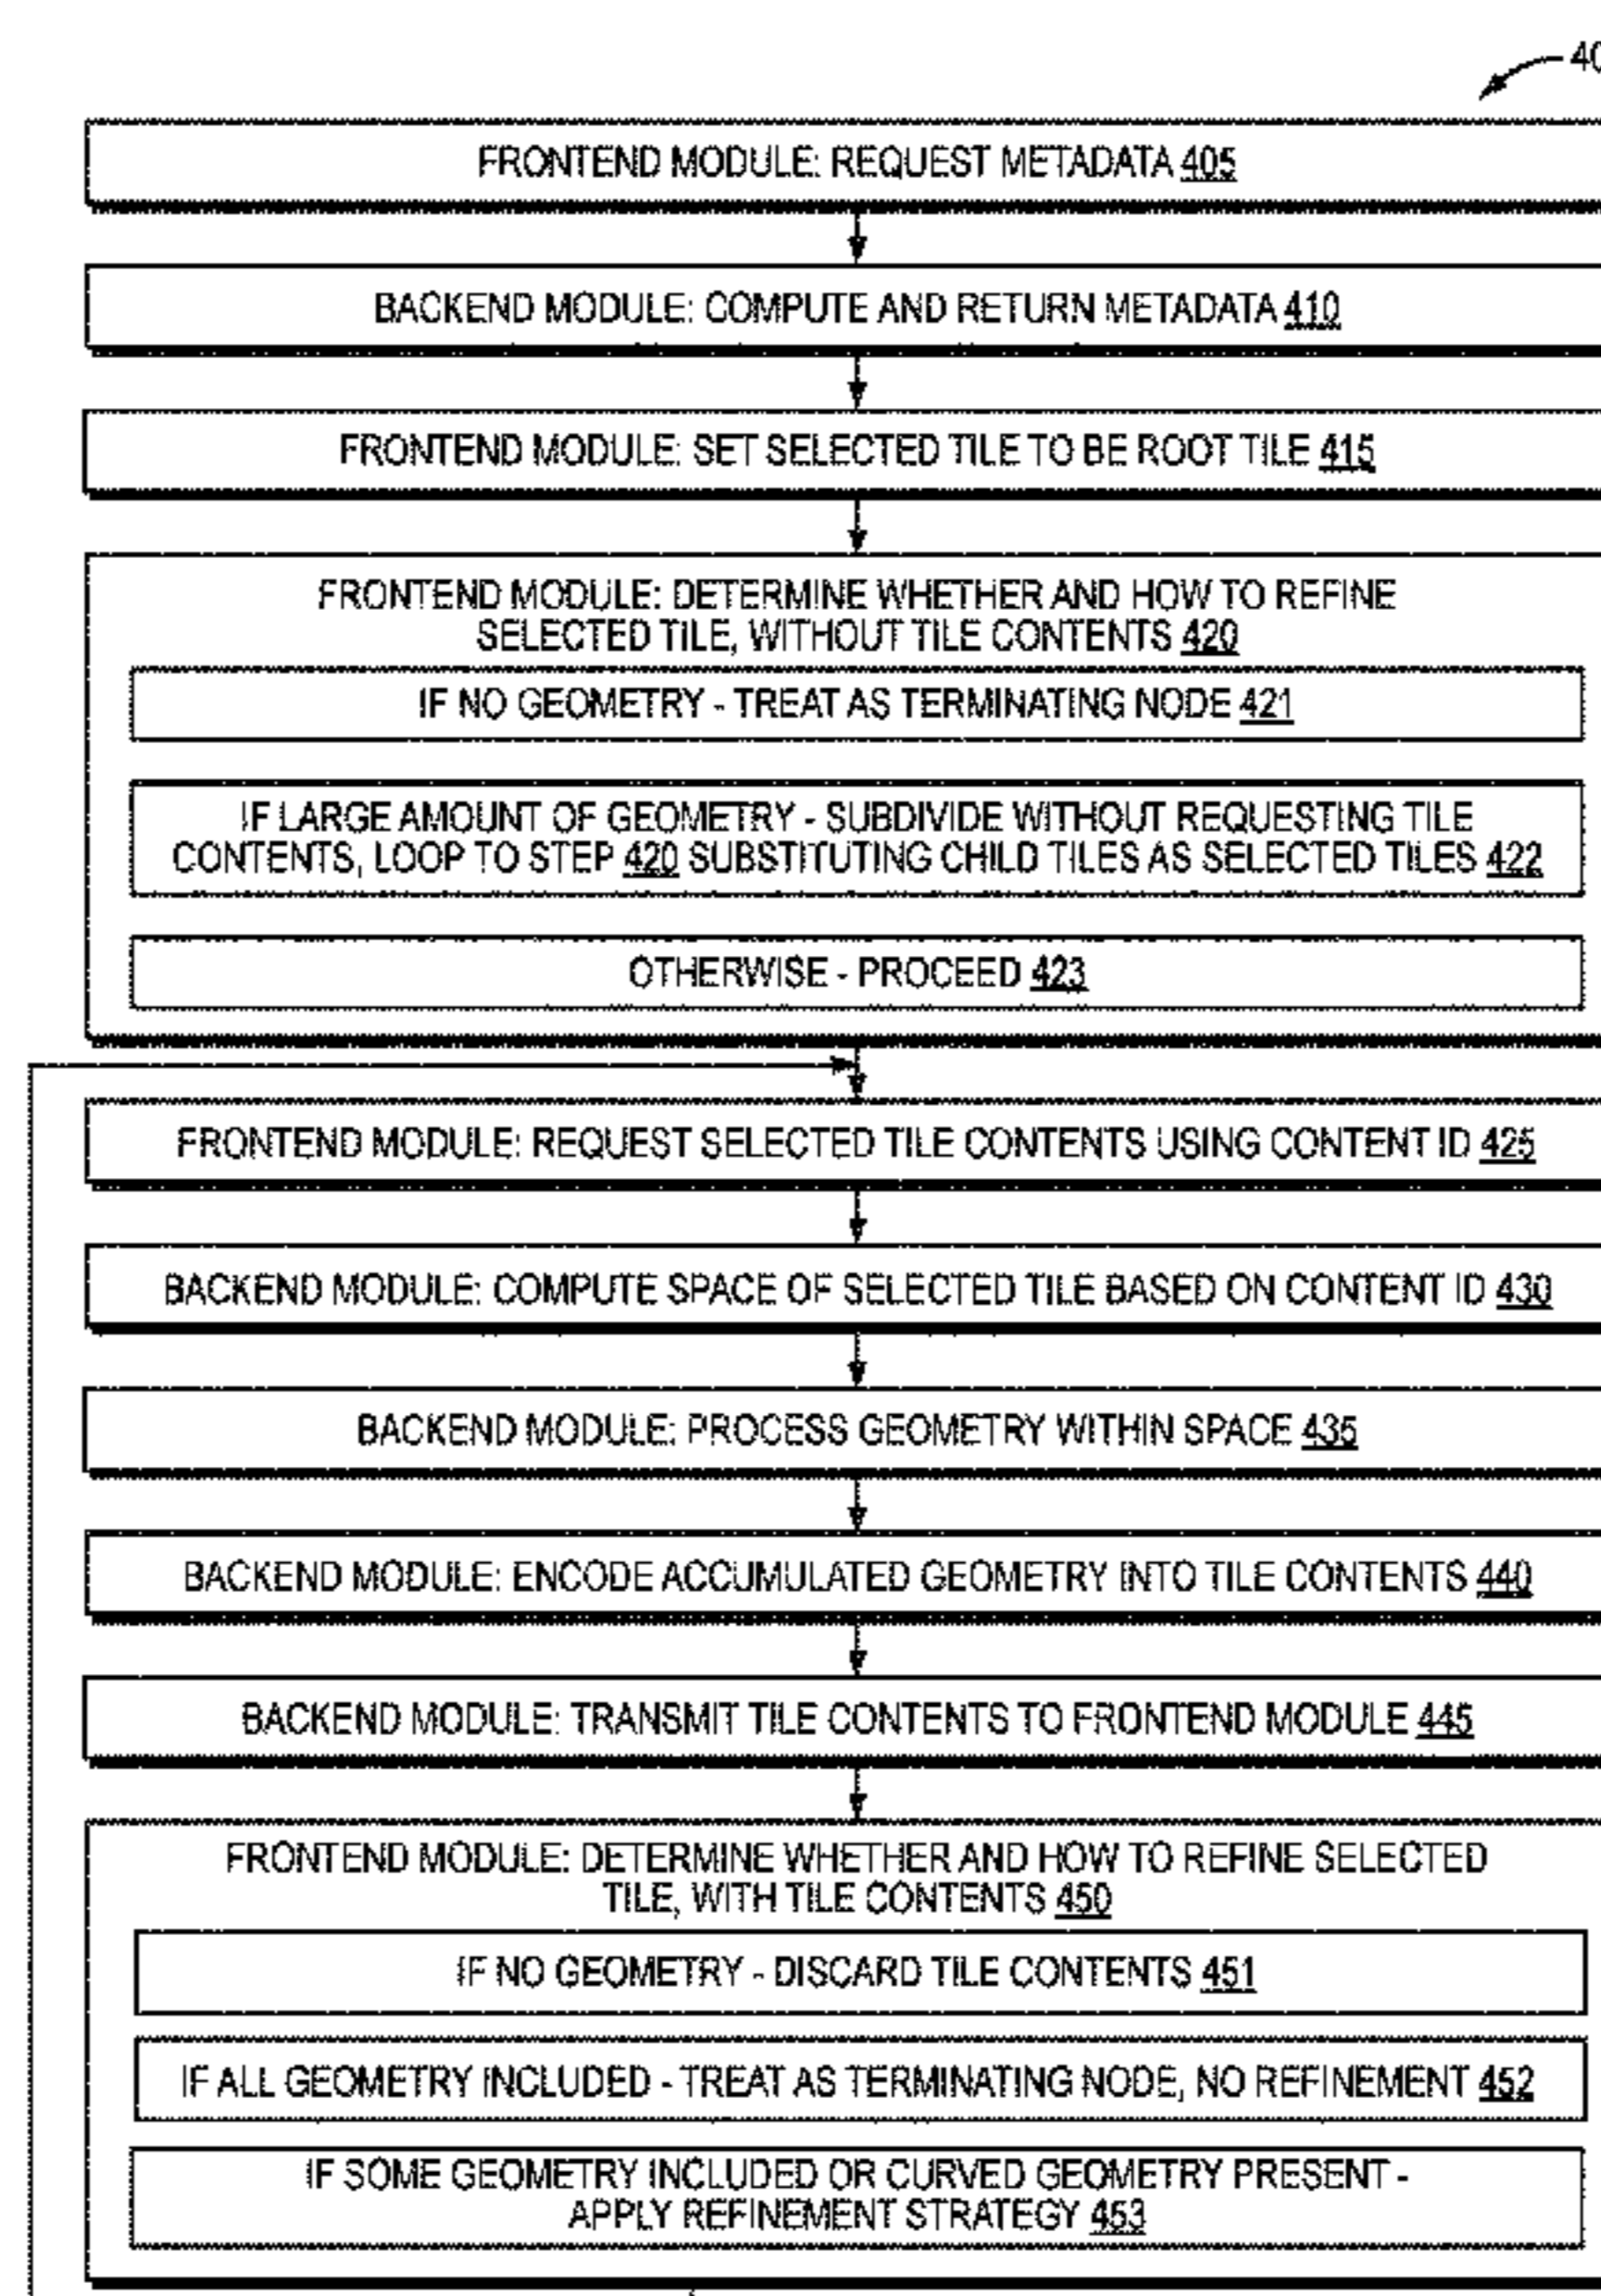 40
FRONTEND MODULE: REQUEST METADATA 405
BACKEND MODULE: COMPUTE AND RETURN METADATA 410
FRONTEND MODULE: SET SELECTED TILE TO BE ROOT TILE 415
FRONTEND MODULE: DETERMINE WHETHER AND HOW TO REFINE
SELECTED TILE, WITHOUT TILE CONTENTS 420
IF NO GEOMETRY - TREAT AS TERMINATING NODE 421
IF LARGE AMOUNT OF GEOMETRY - SUBDIVIDE WITHOUT REQUESTING TILE
CONTENTS, LOOP TO STEP 420 SUBSTITUTING CHILD TILES AS SELECTED TILES 422
OTHERWISE - PROCEED 423
FRONTEND MODULE: REQUEST SELECTED TILE CONTENTS USING CONTENT ID 425
BACKEND MODULE: COMPUTE SPACE OF SELECTED TILE BASED ON CONTENT ID 430
BACKEND MODULE: PROCESS GEOMETRY WITHIN SPACE 435
BACKEND MODULE: ENCODE ACCUMULATED GEOMETRY INTO TILE CONTENTS 440
BACKEND MODULE: TRANSMIT TILE CONTENTS TO FRONTEND MODULE 445
FRONTEND MODULE: DETERMINE WHETHER AND HOW TO REFINE SELECTED
TILE, WITH TILE CONTENTS 450
IF NO GEOMETRY - DISCARD TILE CONTENTS 451
IF ALL GEOMETRY INCLUDED - TREAT AS TERMINATING NODE, NO REFINEMENT 452
IF SOME GEOMETRY INCLUDED OR CURVED GEOMETRY PRESENT -
APPLY REFINEMENT STRATEGY 453